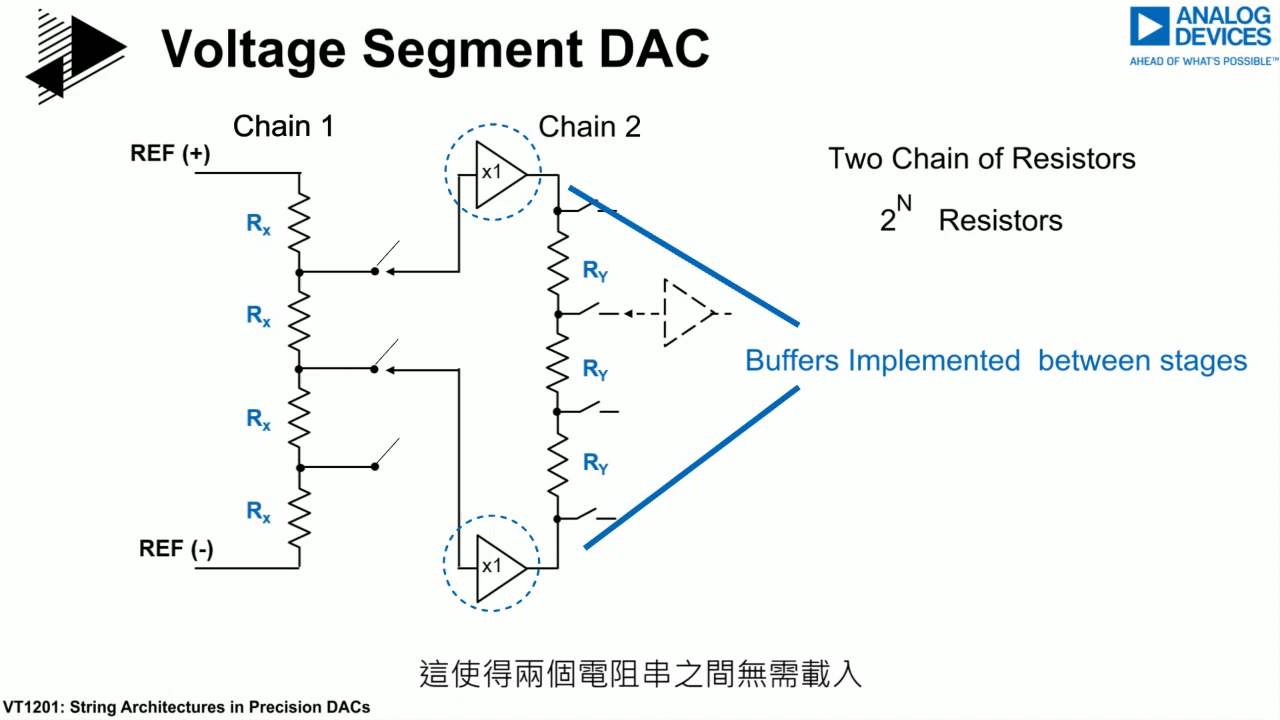 Voltage Segment DAC
ANALOG
DEVICES
AHEAD OF WHAT'S POSSIBLE™
Chain 1
Chain 2
REF (+)
x1
Two Chain of Resistors
2^N Resistors
Rx
RY
Rx
Buffers Implemented between stages
RY
Rx
RY
Rx
REF (-)
x1
這使得兩個電阻串之間無需載入
VT1201: String Architectures in Precision DACs